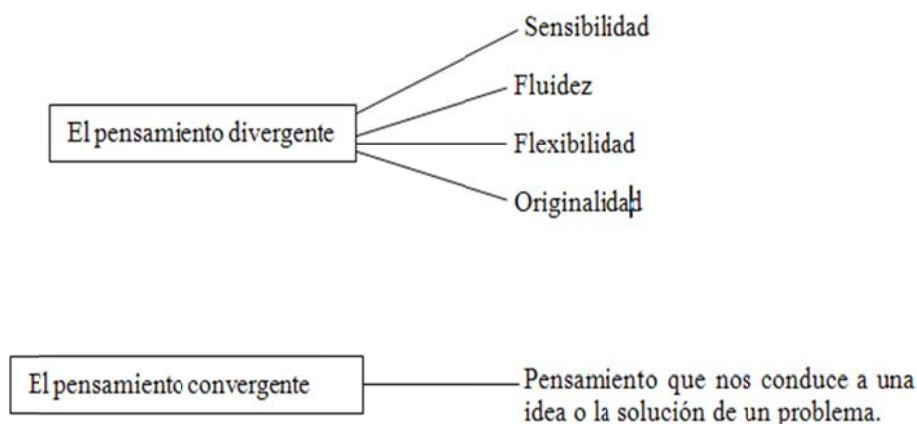 Sensibilidad
Fluidez
El pensamiento divergente
Flexibilidad
Originalidad
El pensamiento convergente
Pensamiento que nos conduce a una
idea o la solución de un problema.